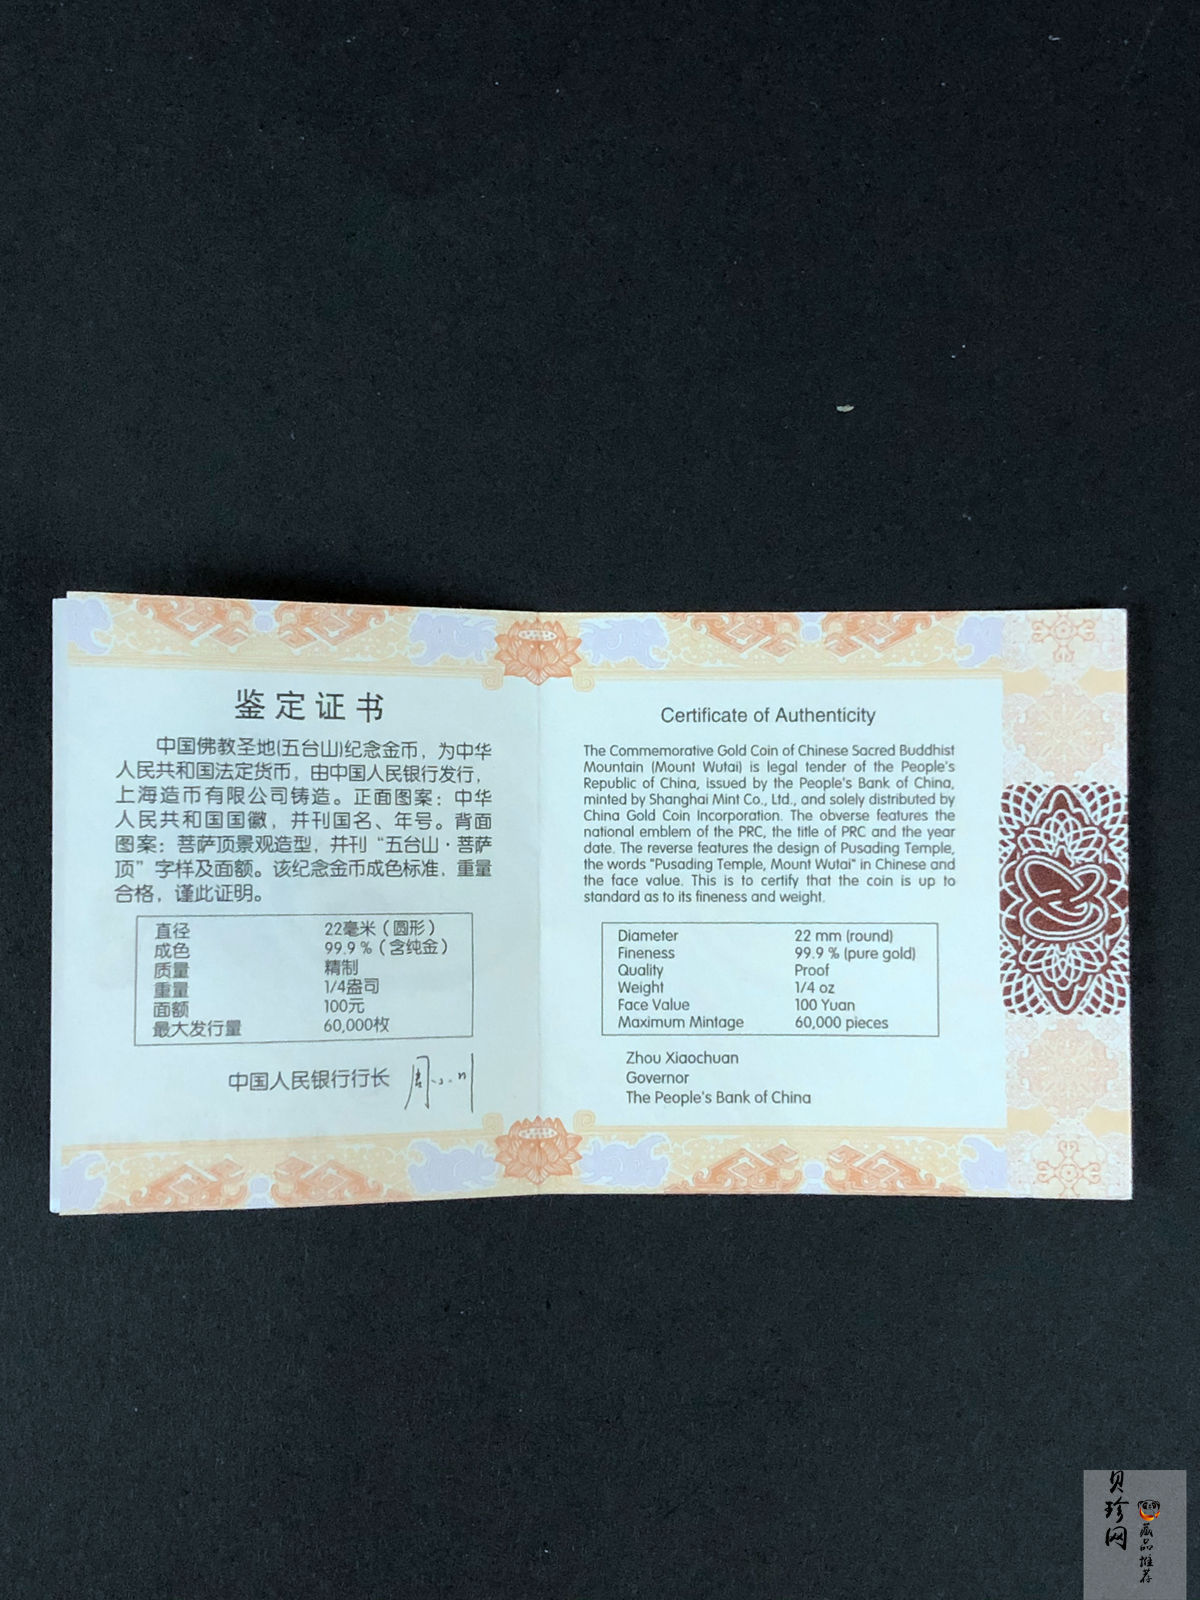 鉴定证书
中国佛教圣地(五台山)纪念金币，为中华
人民共和国法定货币，由中国人民银行发行，
上海造币有限公司铸造。正面图案：中华
人民共和国国徽，并刊国名、年号。背面
图案：菩萨顶景观造型，并刊“五台山·菩萨
顶”字样及面额。该纪念金币成色标准，重量
合格，谨此证明。
直径 22毫米（圆形）
成色 99.9％（含纯金）
质量 精制
重量 1/4盎司
面额 100元
最大发行量 60,000枚
中国人民银行行长 周小川
Certificate of Authenticity
The Commemorative Gold Coin of Chinese Sacred Buddhist
Mountain (Mount Wutai) is legal tender of the People's
Republic of China, issued by the People's Bank of China,
minted by Shanghai Mint Co., Ltd., and solely distributed by
China Gold Coin Incorporation. The obverse features the
national emblem of the PRC, the title of PRC and the year
date. The reverse features the design of Pusading Temple,
the words "Pusading Temple, Mount Wutai" in Chinese and
the face value. This is to certify that the coin is up to
standard as to its fineness and weight.
Diameter 22 mm (round)
Fineness 99.9 % (pure gold)
Quality Proof
Weight 1/4 oz
Face Value 100 Yuan
Maximum Mintage 60,000 pieces
Zhou Xiaochuan
Governor
The People's Bank of China
贝珍网
藏品推荐